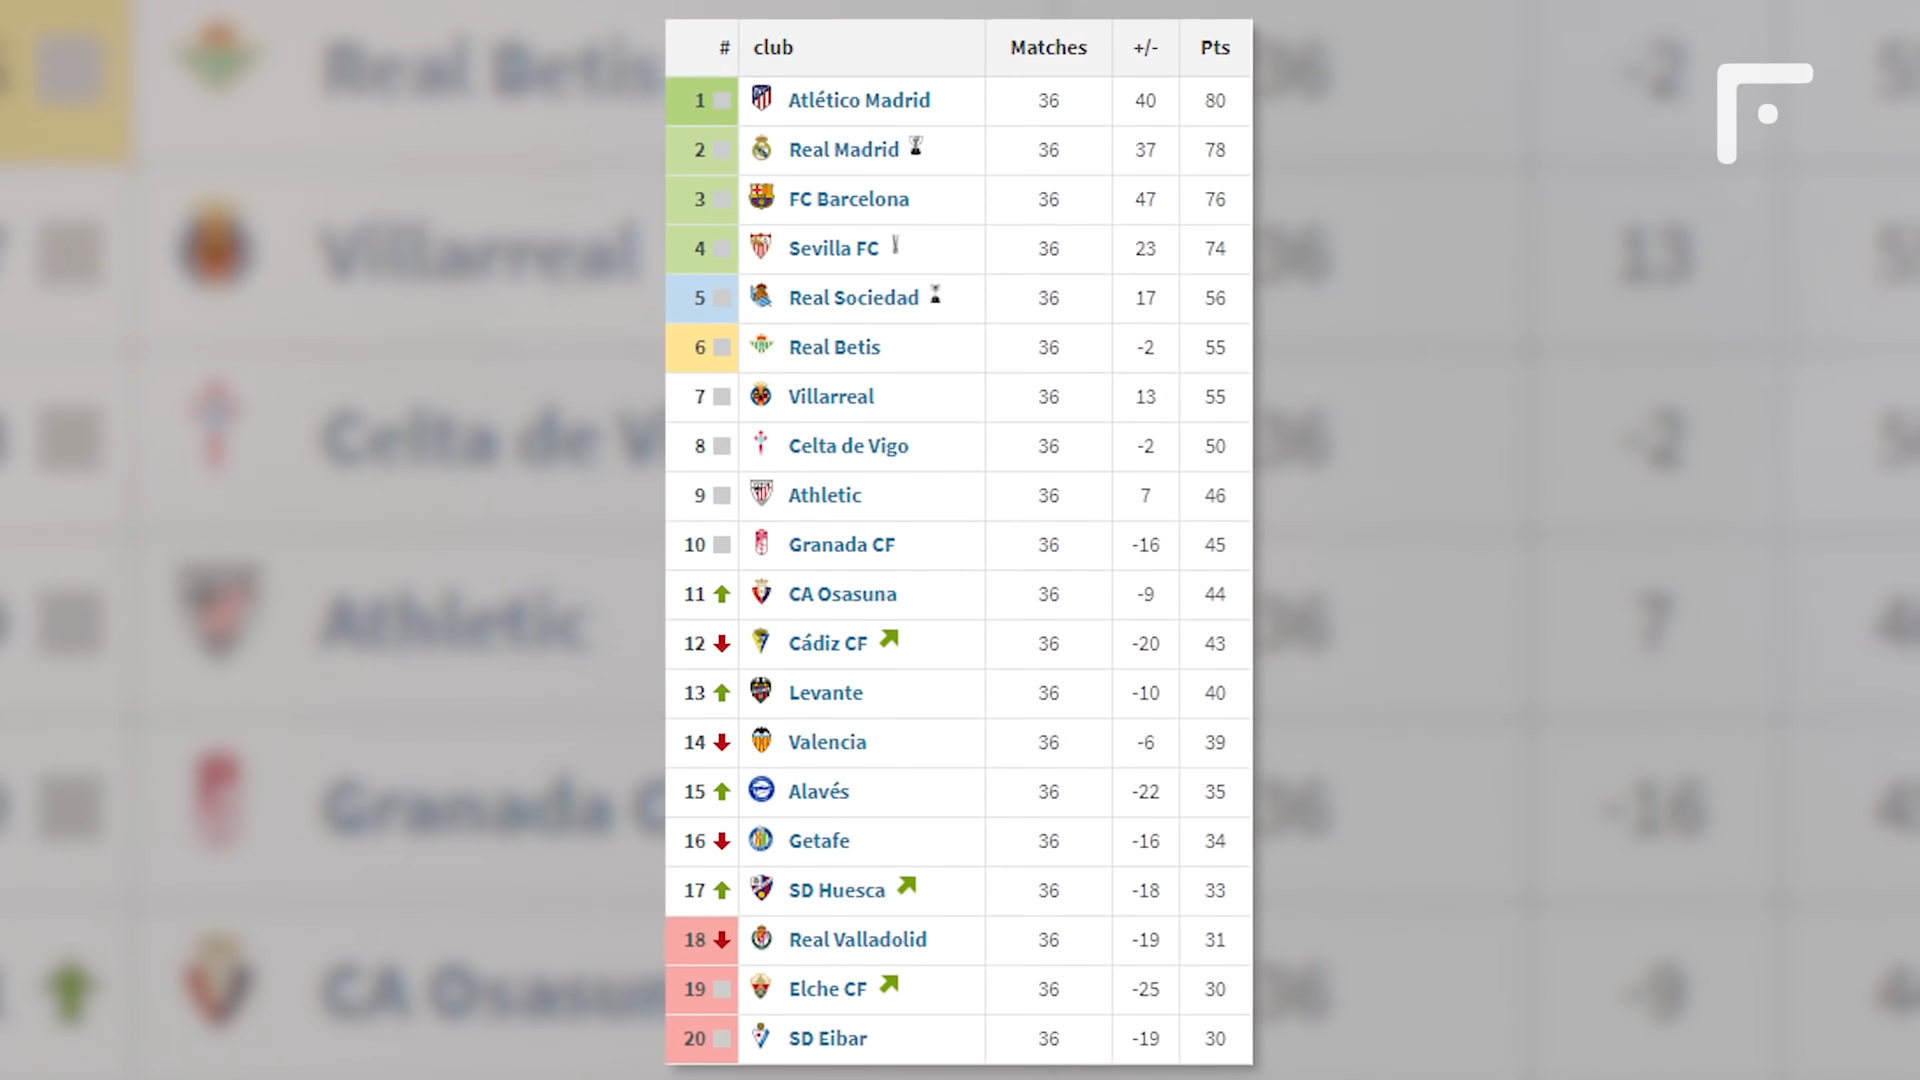 # club Matches +/- Pts
1 Atlético Madrid 36 40 80
2 Real Madrid 36 37 78
3 FC Barcelona 36 47 76
4 Sevilla FC 36 23 74
5 Real Sociedad 36 17 56
6 Real Betis 36 -2 55
7 Villarreal 36 13 55
8 Celta de Vigo 36 -2 50
9 Athletic 36 7 46
10 Granada CF 36 -16 45
11 CA Osasuna 36 -9 44
12 Cádiz CF 36 -20 43
13 Levante 36 -10 40
14 Valencia 36 -6 39
15 Alavés 36 -22 35
16 Getafe 36 -16 34
17 SD Huesca 36 -18 33
18 Real Valladolid 36 -19 31
19 Elche CF 36 -25 30
20 SD Eibar 36 -19 30